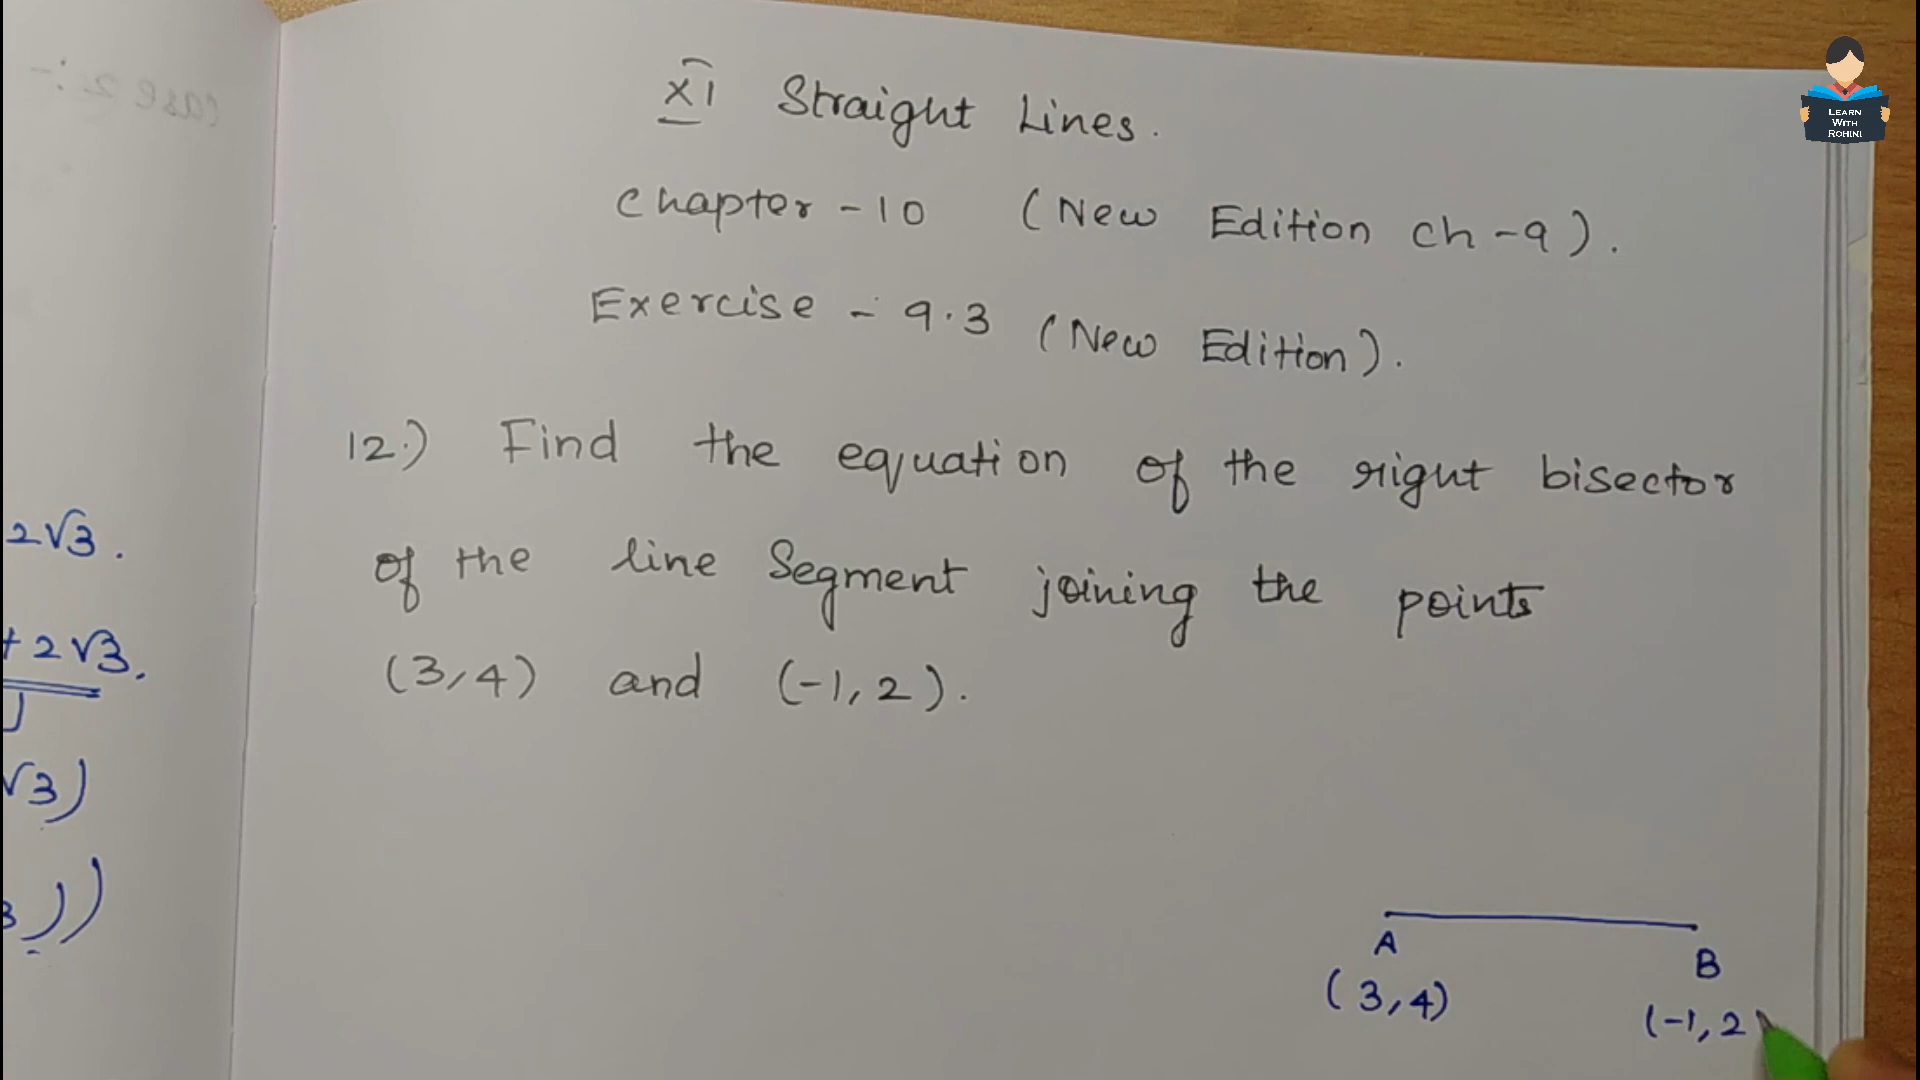 2√3.
+2√3.
√3)
3))
XI Straight Lines.
Chapter - 10 (New Edition Ch-9).
Exercise - 9.3 (New Edition).
12.) Find the equation of the right bisector
of the line Segment joining the points
(3,4) and (-1,2).
A
B
(3,4)
(-1,2
LEARN
WITH
ROHINI